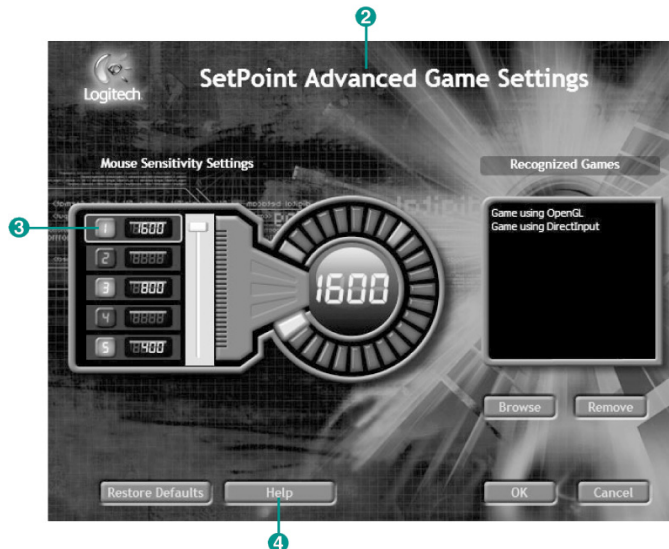 2
Logitech
SetPoint Advanced Game Settings
Mouse Sensitivity Settings
Recognized Games
3
1 1600
2
3 800
4
5 400
1600
Game using OpenGL
Game using DirectInput
Browse
Remove
Restore Defaults
Help
OK
Cancel
4